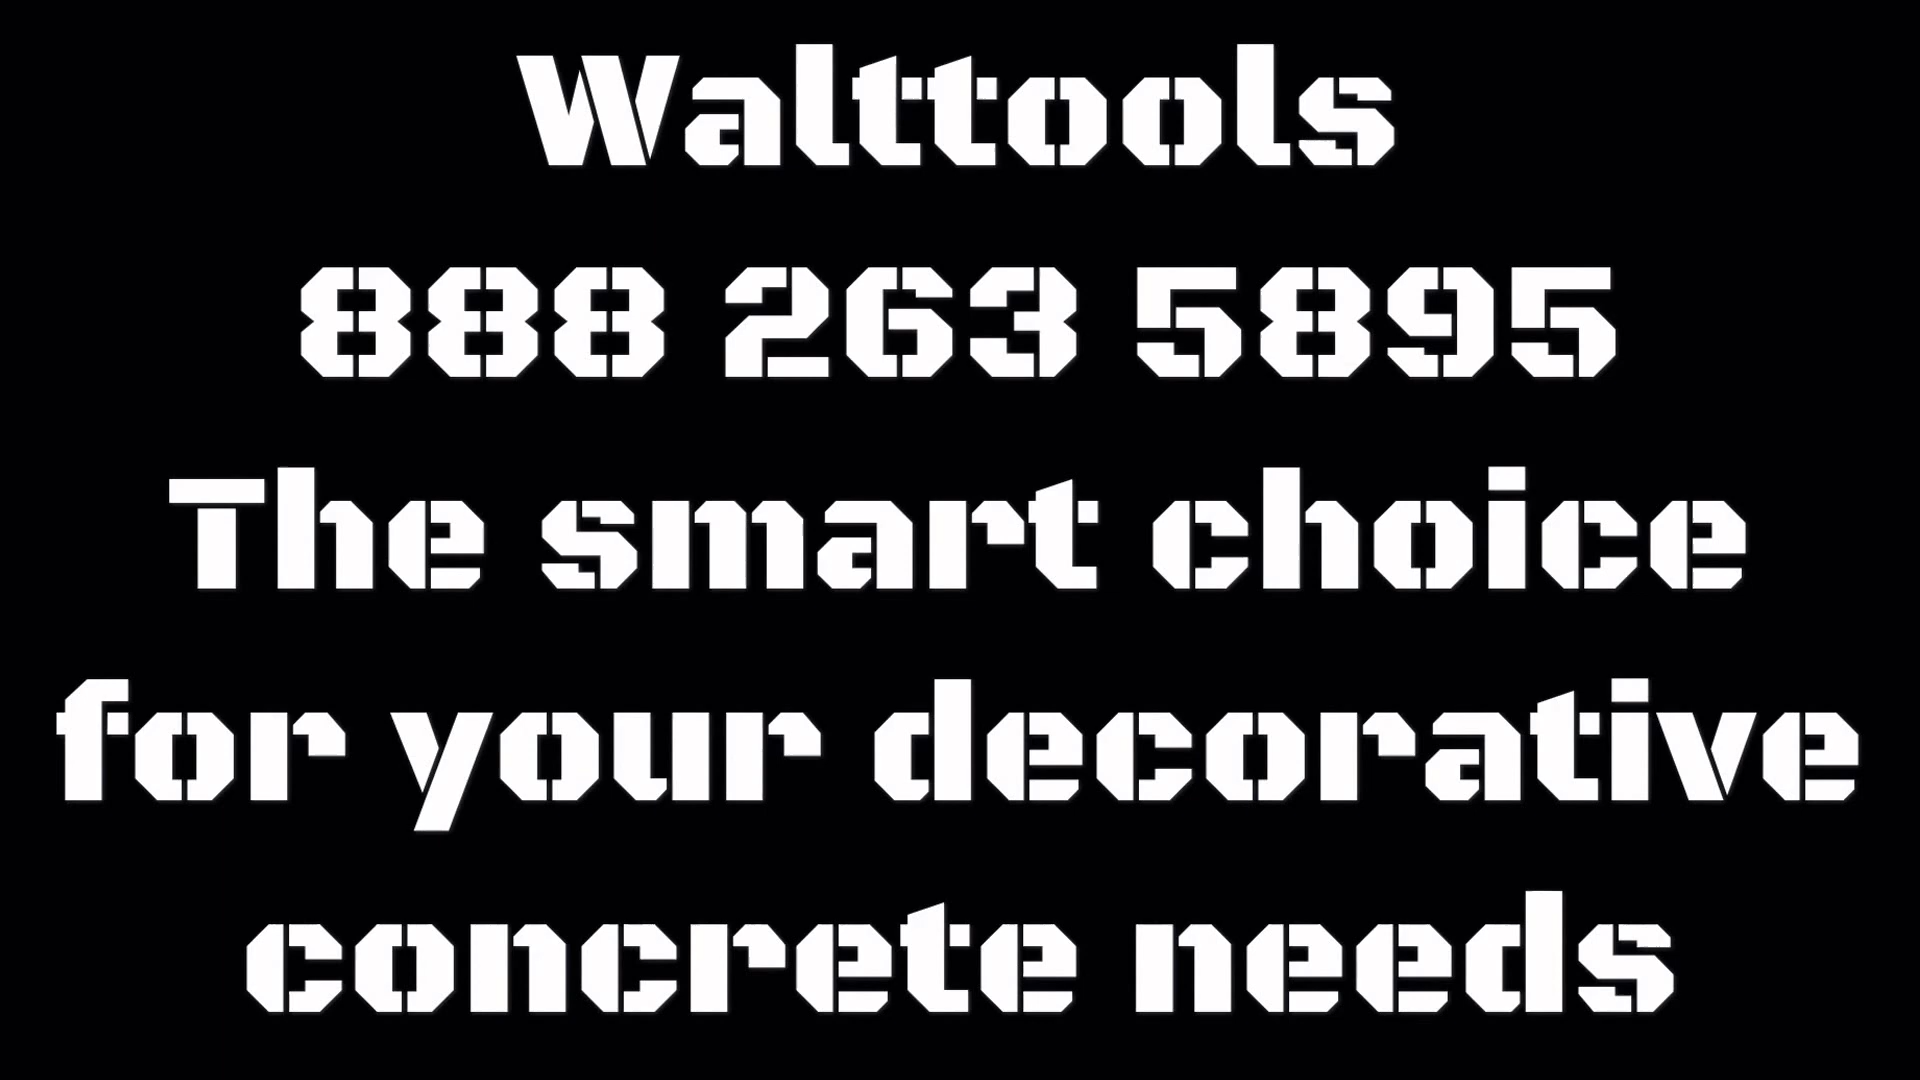 Walttools
888 263 5895
The smart choice
for your decorative
concrete needs